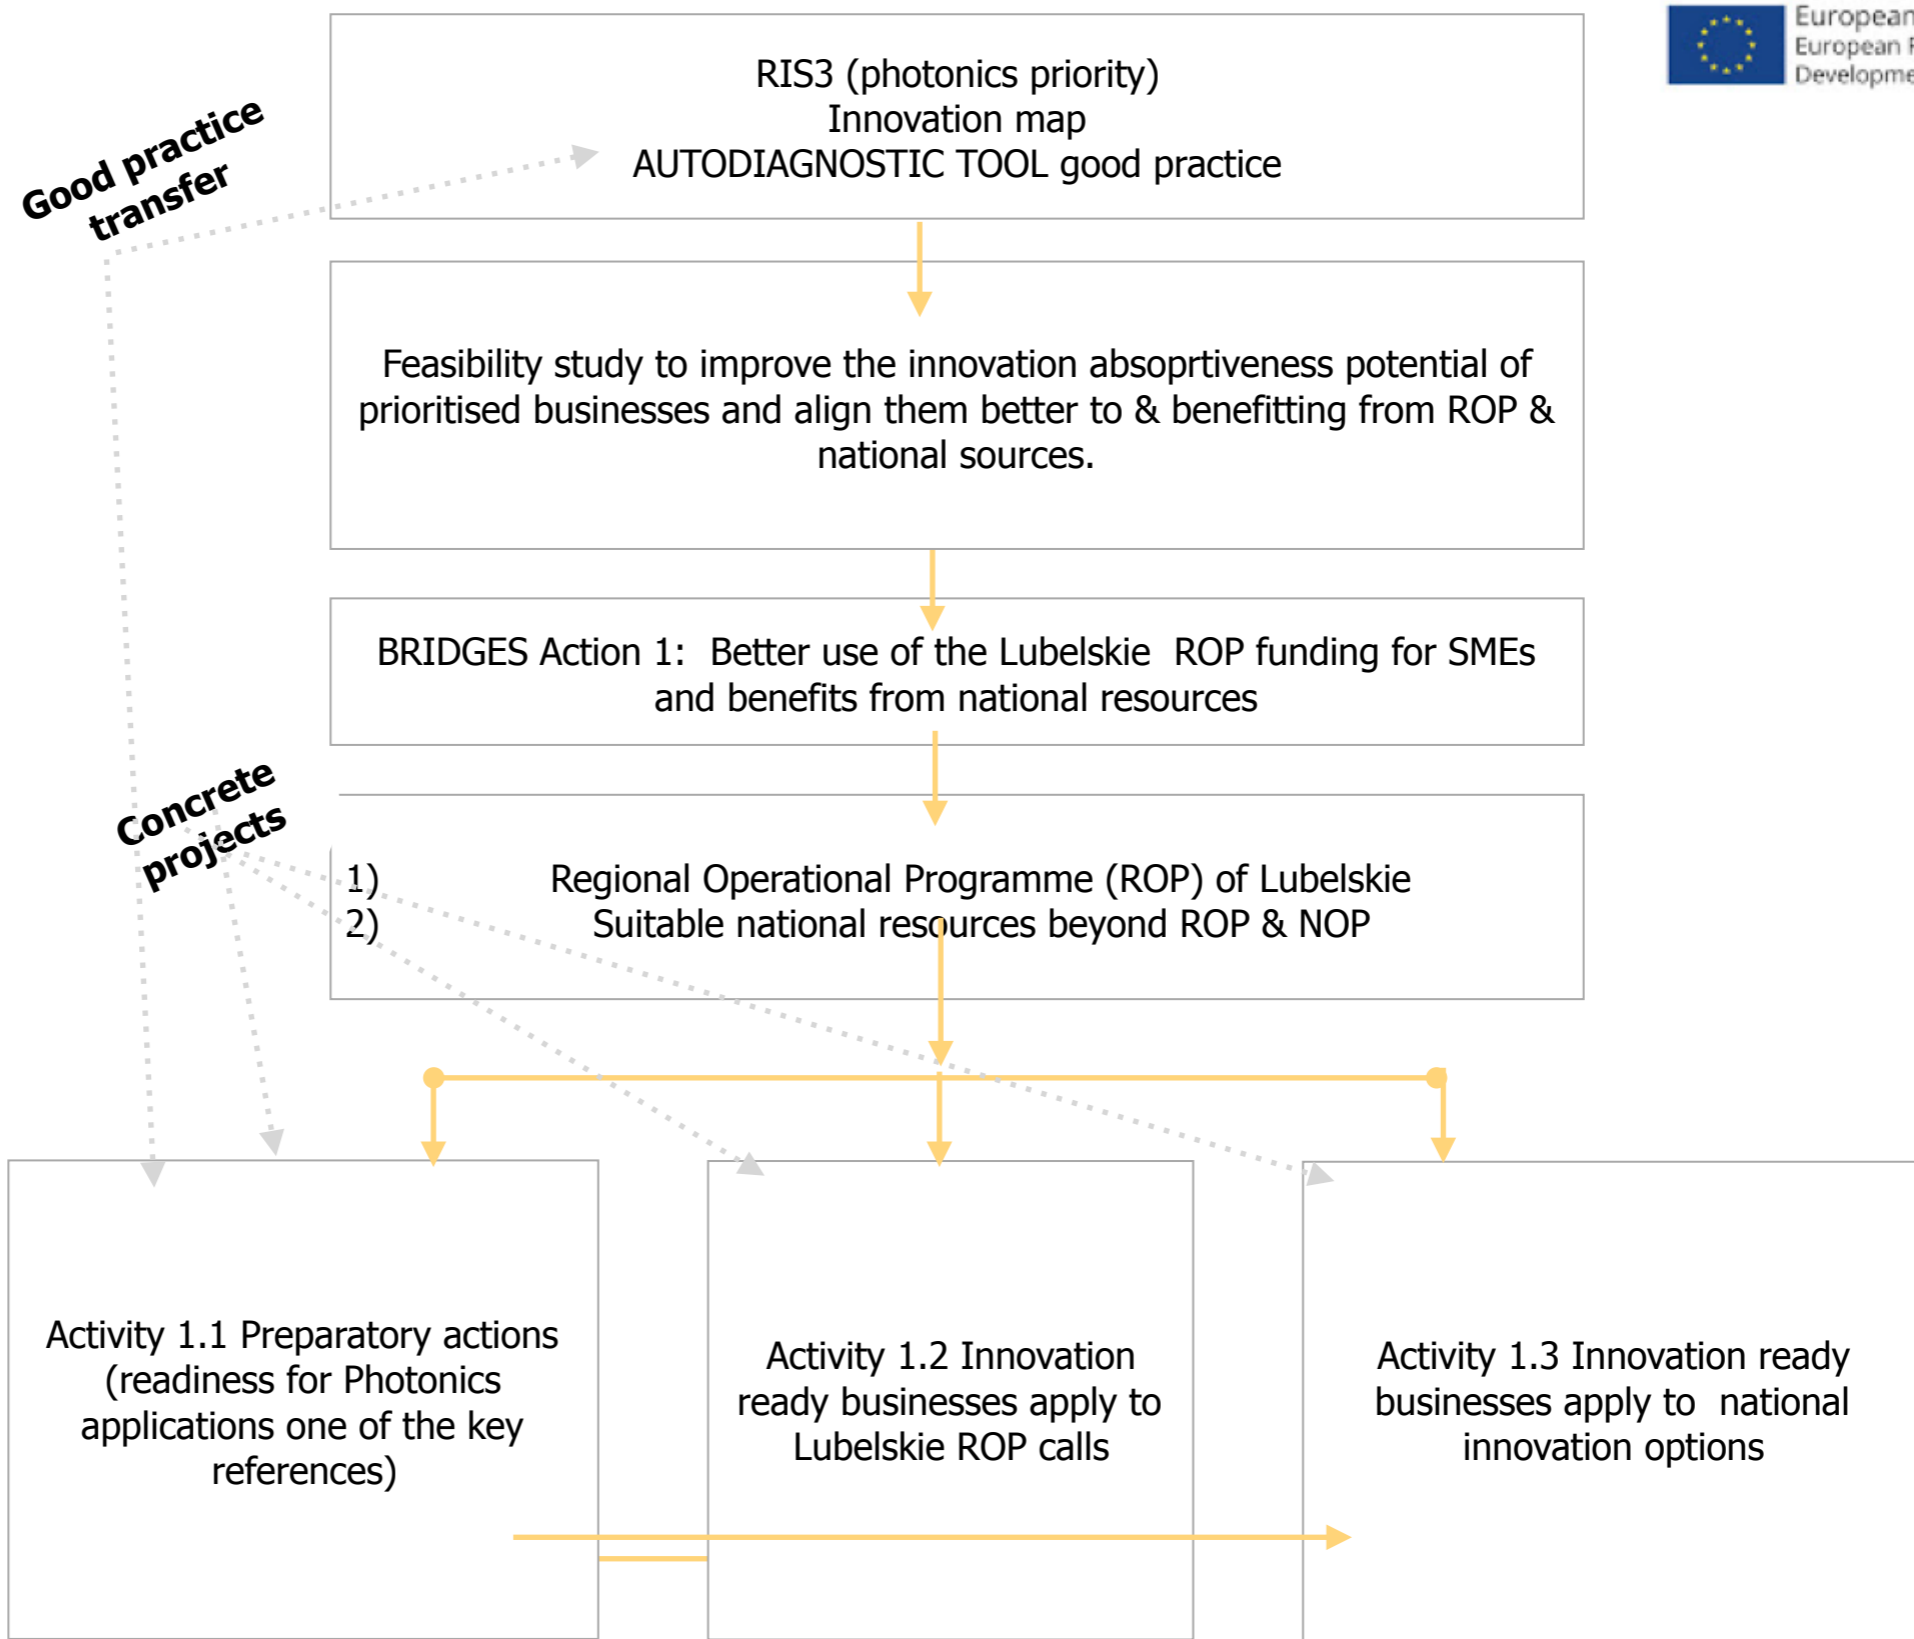 European
European
Developme
RIS3 (photonics priority)
Innovation map
AUTODIAGNOSTIC TOOL good practice
Good practice
transfer
Feasibility study to improve the innovation absoprtiveness potential of
prioritised businesses and align them better to & benefitting from ROP &
national sources.
BRIDGES Action 1:  Better use of the Lubelskie  ROP funding for SMEs
and benefits from national resources
Concrete
projects
1) Regional Operational Programme (ROP) of Lubelskie
2) Suitable national resources beyond ROP & NOP
Activity 1.1 Preparatory actions
(readiness for Photonics
applications one of the key
references)
Activity 1.2 Innovation
ready businesses apply to
Lubelskie ROP calls
Activity 1.3 Innovation ready
businesses apply to  national
innovation options